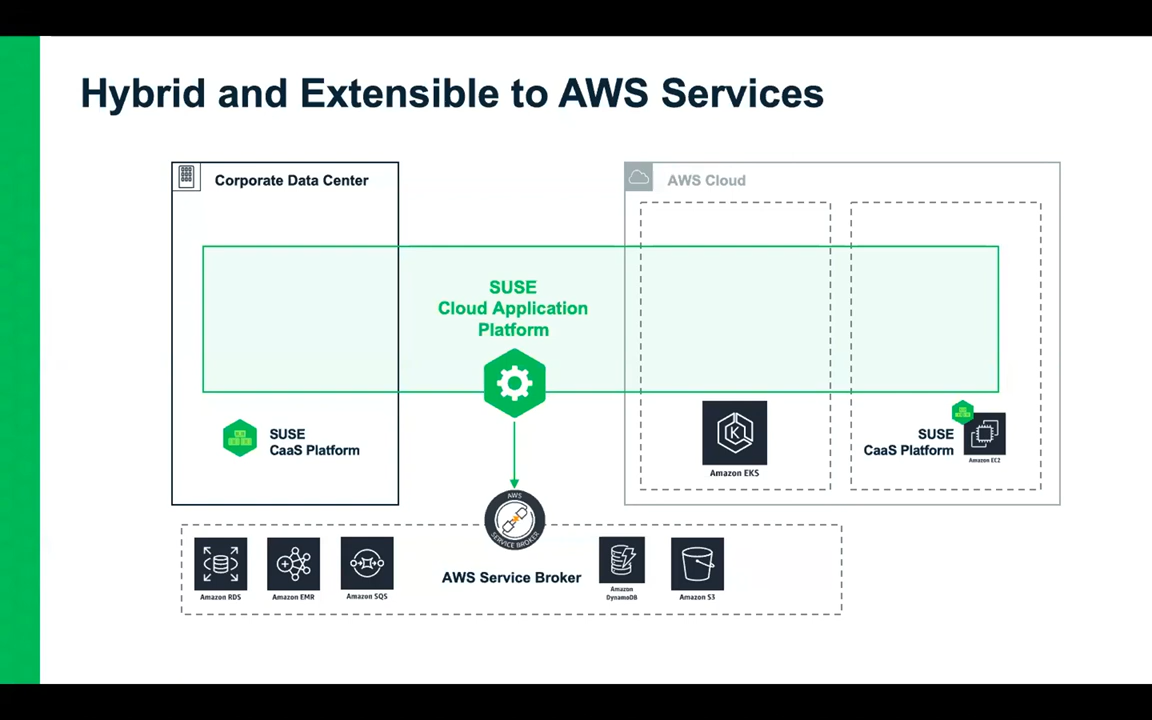 Hybrid and Extensible to AWS Services
Corporate Data Center
AWS Cloud
SUSE
Cloud Application
Platform
SUSE
CaaS Platform
K
Amazon EKS
SUSE
CaaS Platform
Amazon EC2
AWS
SERVICE BROKER
AWS Service Broker
Amazon RDS
Amazon EMR
Amazon SQS
Amazon
DynamoDB
Amazon S3